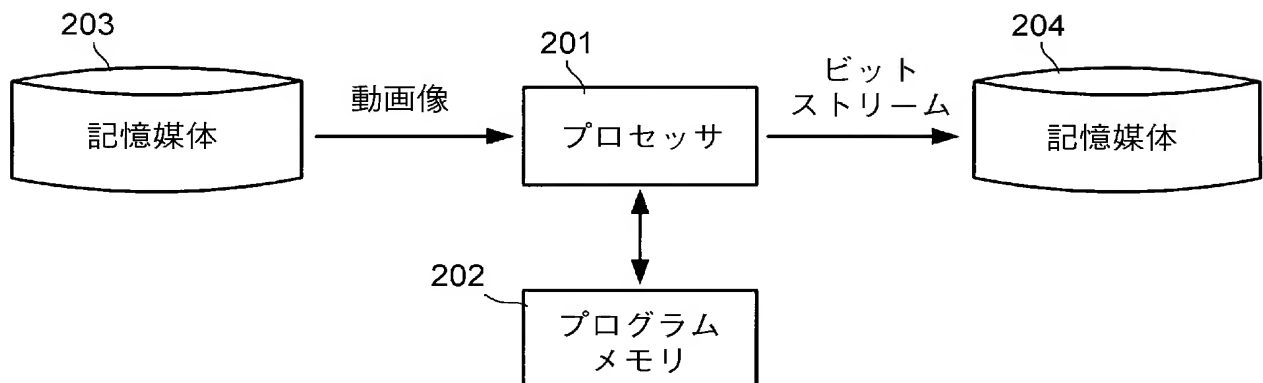 203
記憶媒体
動画像
201
プロセッサ
ビット
ストリーム
204
記憶媒体
202
プログラム
メモリ